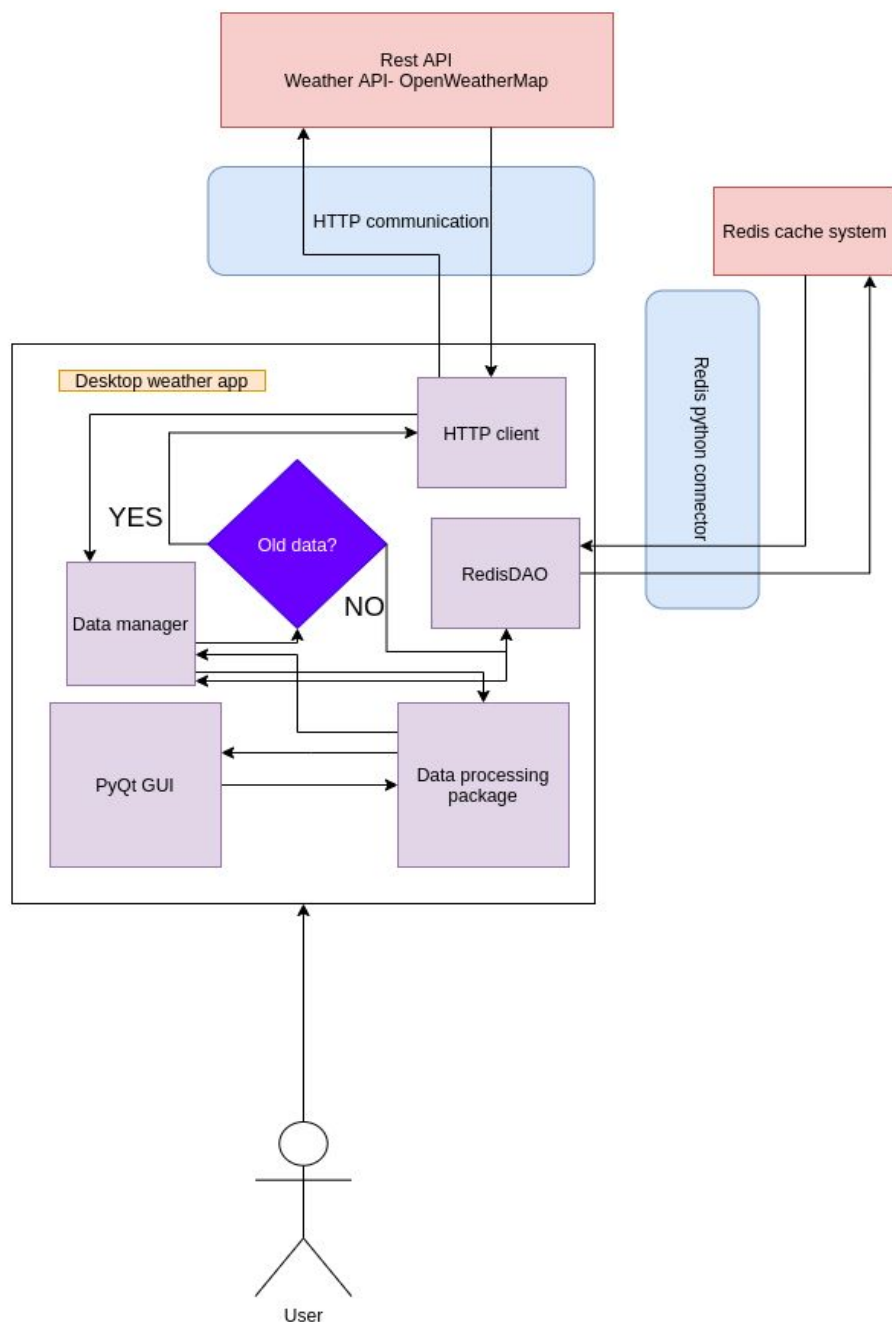 Rest API
Weather API- OpenWeatherMap
HTTP communication
Redis cache system
Redis python connector
Desktop weather app
HTTP client
YES
Old data?
NO
RedisDAO
Data manager
PyQt GUI
Data processing
package
User